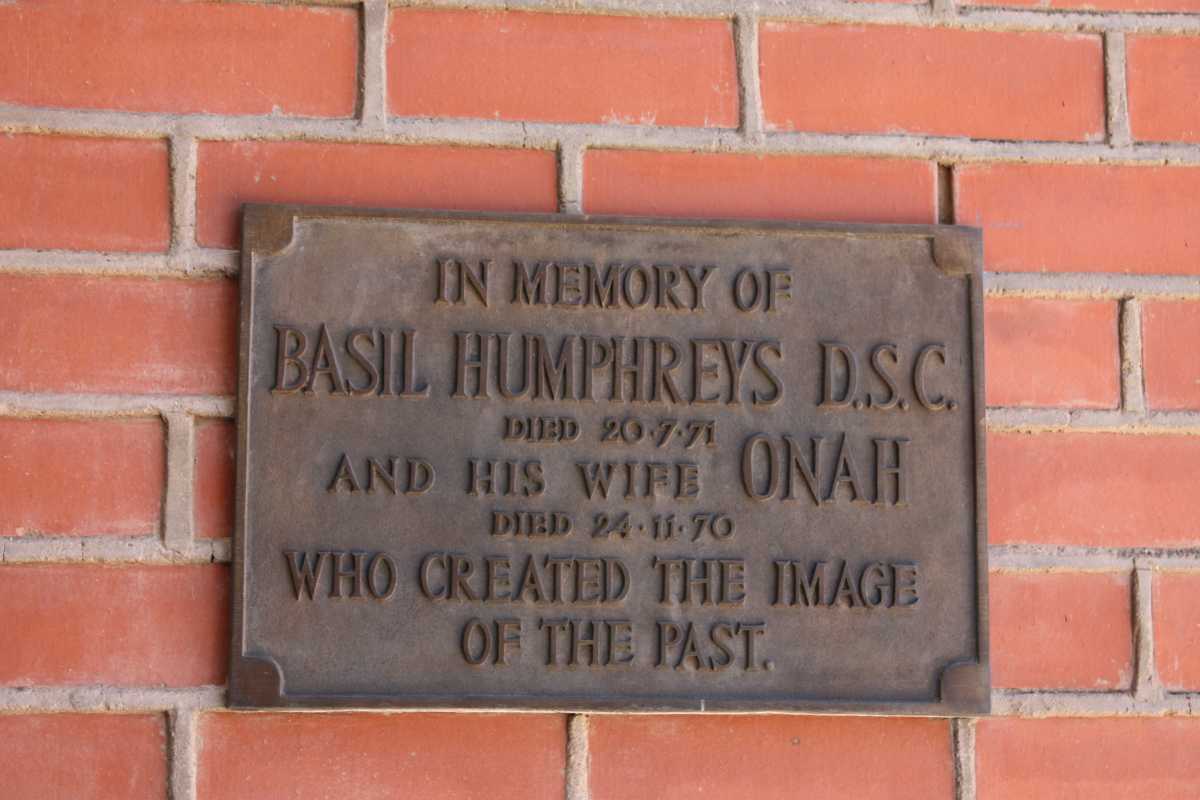 IN MEMORY OF
BASIL HUMPHREYS D.S.C.
DIED 20·7·71
AND HIS WIFE ONAH
DIED 24·11·70
WHO CREATED THE IMAGE
OF THE PAST.